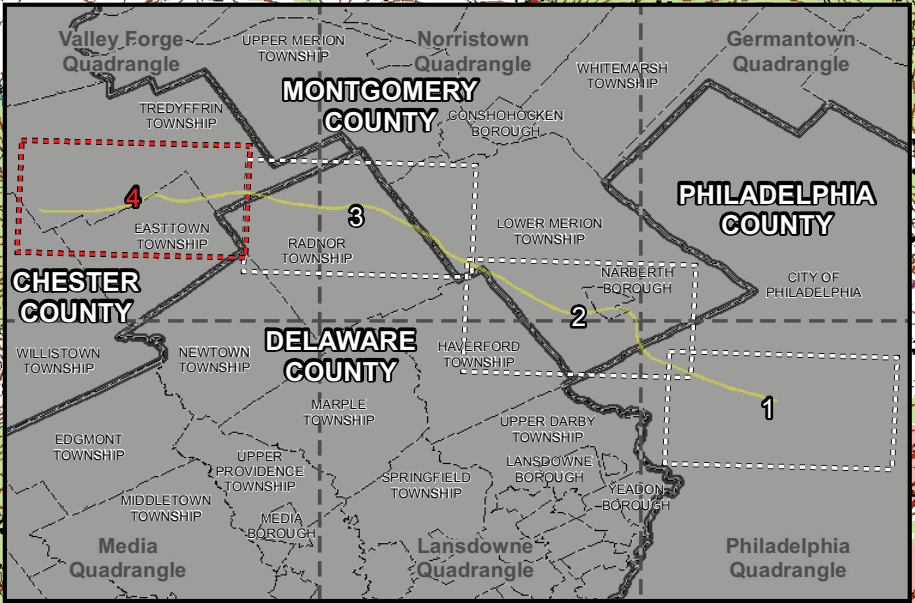 Valley Forge
Quadrangle
UPPER MERION
TOWNSHIP
Norristown
Quadrangle
Germantown
Quadrangle
WHITEMARSH
TOWNSHIP
MONTGOMERY
COUNTY
TREDYFFRIN
TOWNSHIP
CONSHOHOCKEN
BOROUGH
PHILADELPHIA
COUNTY
4
3
EASTTOWN
TOWNSHIP
RADNOR
TOWNSHIP
LOWER MERION
TOWNSHIP
NARBERTH
BOROUGH
CITY OF
PHILADELPHIA
CHESTER
COUNTY
2
DELAWARE
COUNTY
WILLISTOWN
TOWNSHIP
NEWTOWN
TOWNSHIP
HAVERFORD
TOWNSHIP
MARPLE
TOWNSHIP
1
UPPER DARBY
TOWNSHIP
EDGMONT
TOWNSHIP
UPPER
PROVIDENCE
TOWNSHIP
SPRINGFIELD
TOWNSHIP
LANSDOWNE
BOROUGH
YEADON
BOROUGH
MIDDLETOWN
TOWNSHIP
MEDIA
BOROUGH
Media
Quadrangle
Lansdowne
Quadrangle
Philadelphia
Quadrangle